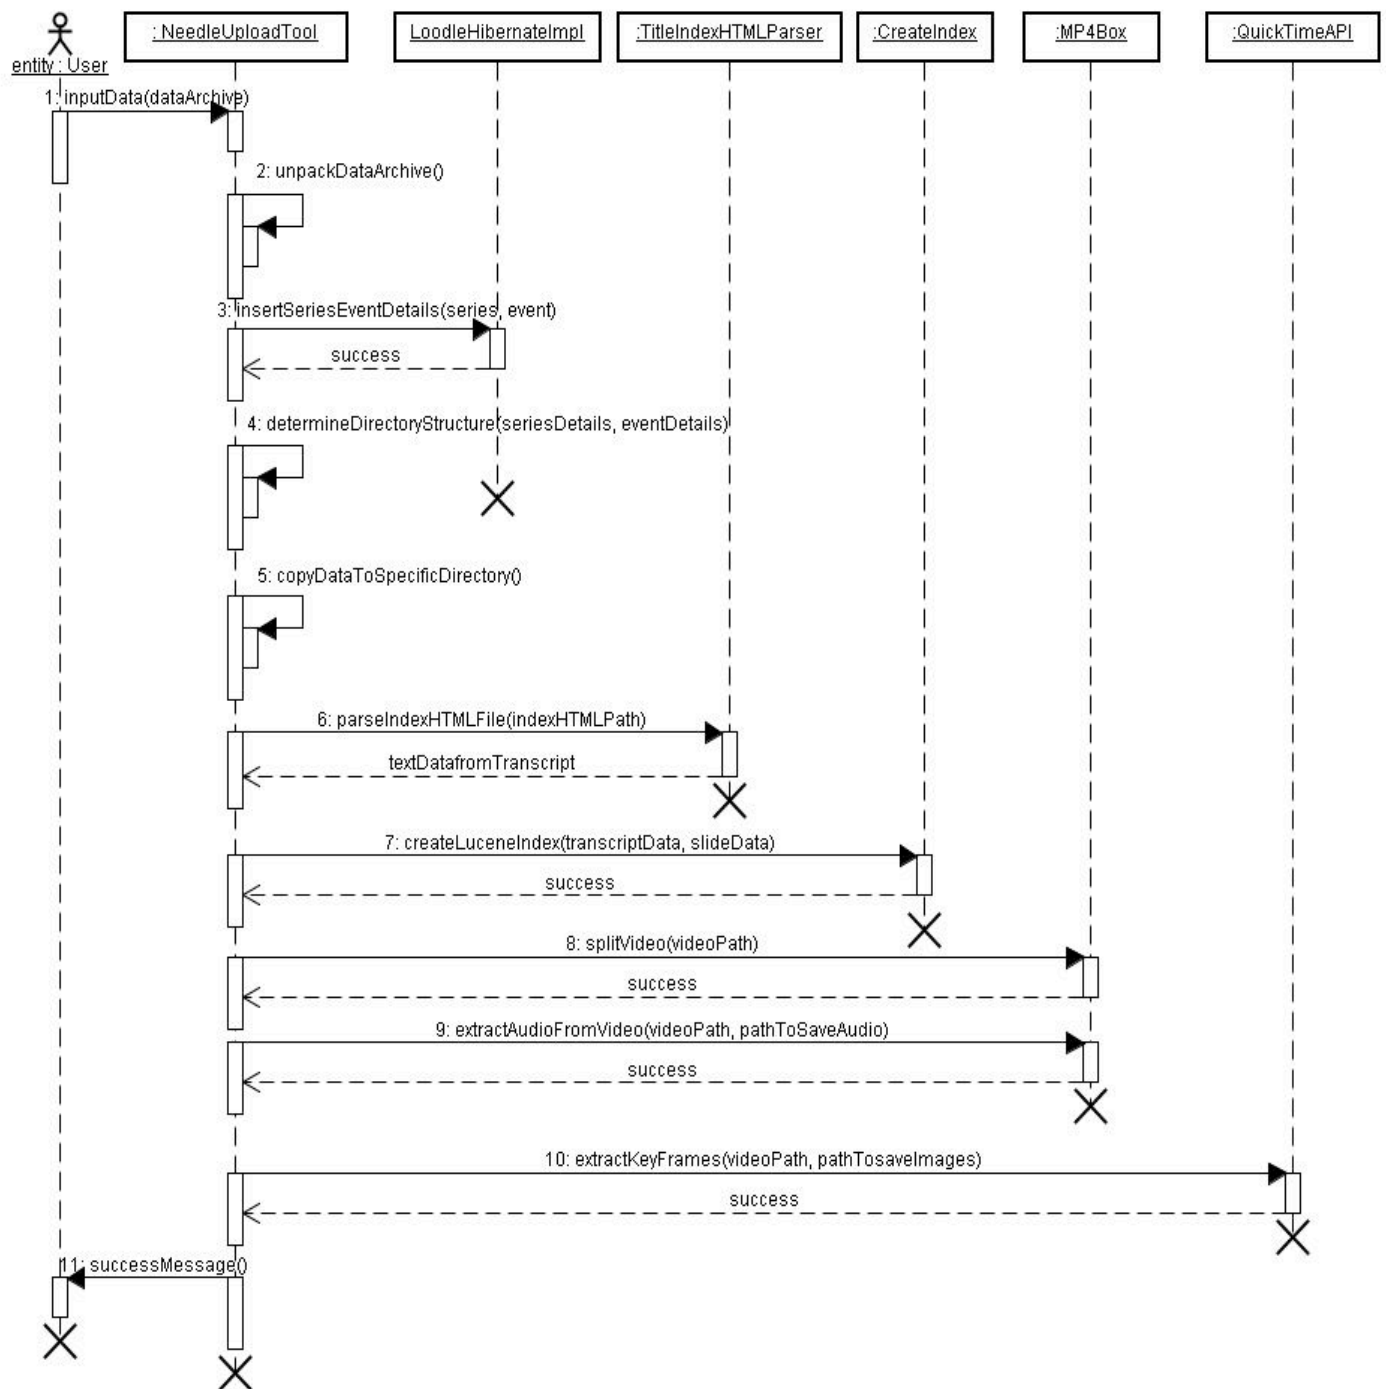 : NeedleUploadTool
LoodleHibernateImpl
:TitleIndexHTMLParser
:CreateIndex
:MP4Box
:QuickTimeAPI
entity : User
1: inputData(dataArchive)
2: unpackDataArchive()
3: insertSeriesEventDetails(series, event)
success
4: determineDirectoryStructure(seriesDetails, eventDetails)
5: copyDataToSpecificDirectory()
6: parseIndexHTMLFile(indexHTMLPath)
textDatafromTranscript
7: createLuceneIndex(transcriptData, slideData)
success
8: splitVideo(videoPath)
success
9: extractAudioFromVideo(videoPath, pathToSaveAudio)
success
10: extractKeyFrames(videoPath, pathTosaveImages)
success
11: successMessage()